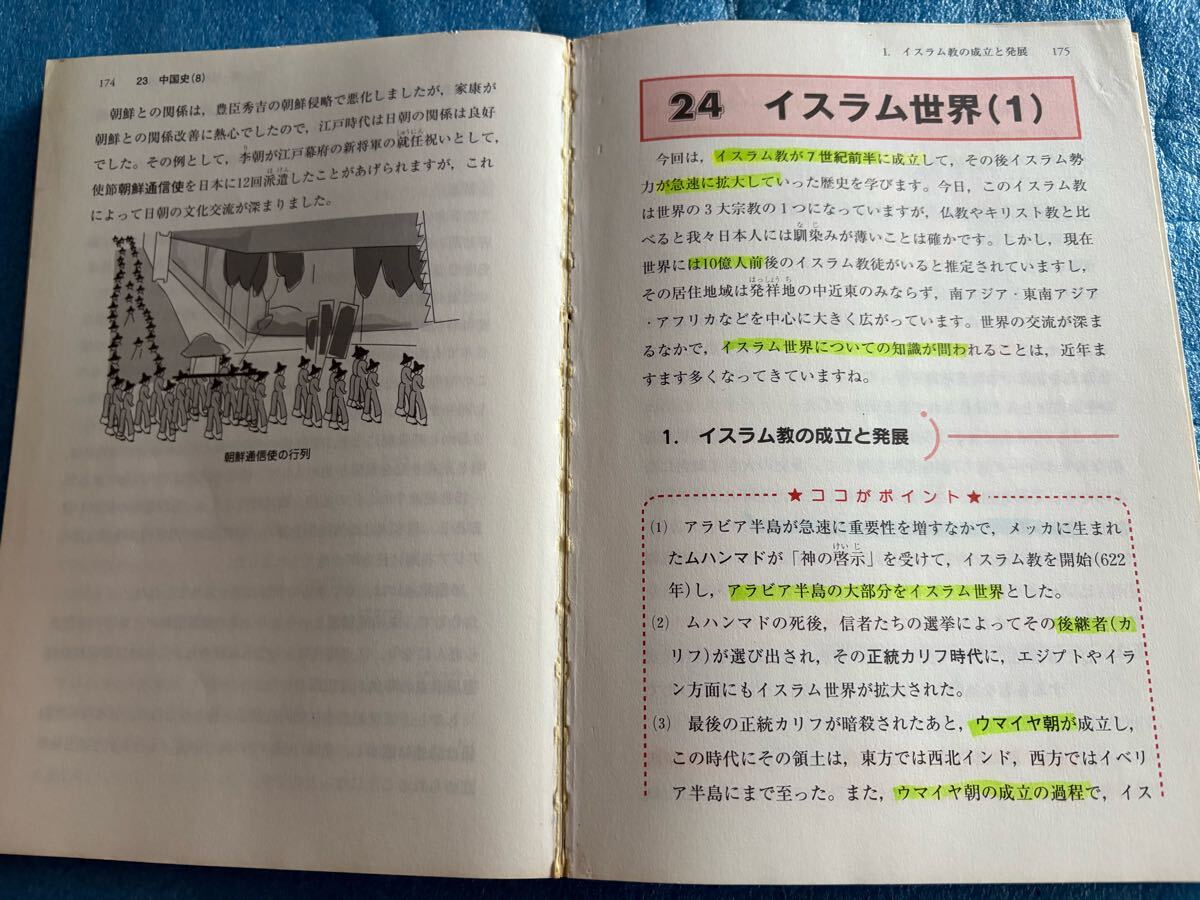 174 23 中国史(8)
朝鮮との関係は，豊臣秀吉の朝鮮侵略で悪化しましたが，家康が
朝鮮との関係改善に熱心でしたので，江戸時代は日朝の関係は良好
でした。その例として，李朝が江戸幕府の新将軍の就任祝いとして，
使節朝鮮通信使を日本に12回派遣したことがあげられますが，これ
によって日朝の文化交流が深まりました。
朝鮮通信使の行列
1. イスラム教の成立と発展 175
24 イスラム世界(1)
今回は，イスラム教が7世紀前半に成立して，その後イスラム勢
力が急速に拡大していった歴史を学びます。今日，このイスラム教
は世界の3大宗教の1つになっていますが，仏教やキリスト教と比
べると我々日本人には馴染みが薄いことは確かです。しかし，現在
世界には10億人前後のイスラム教徒がいると推定されていますし，
その居住地域は発祥地の中近東のみならず，南アジア・東南アジア
・アフリカなどを中心に大きく広がっています。世界の交流が深ま
るなかで，イスラム世界についての知識が問われることは，近年ま
すます多くなってきていますね。
1. イスラム教の成立と発展
★ココがポイント★
(1) アラビア半島が急速に重要性を増すなかで，メッカに生まれ
たムハンマドが「神の啓示」を受けて，イスラム教を開始(622
年)し，アラビア半島の大部分をイスラム世界とした。
(2) ムハンマドの死後，信者たちの選挙によってその後継者(カ
リフ)が選び出され，その正統カリフ時代に，エジプトやイラ
ン方面にもイスラム世界が拡大された。
(3) 最後の正統カリフが暗殺されたあと，ウマイヤ朝が成立し，
この時代にその領土は，東方では西北インド，西方ではイベリ
ア半島にまで至った。また，ウマイヤ朝の成立の過程で，イス